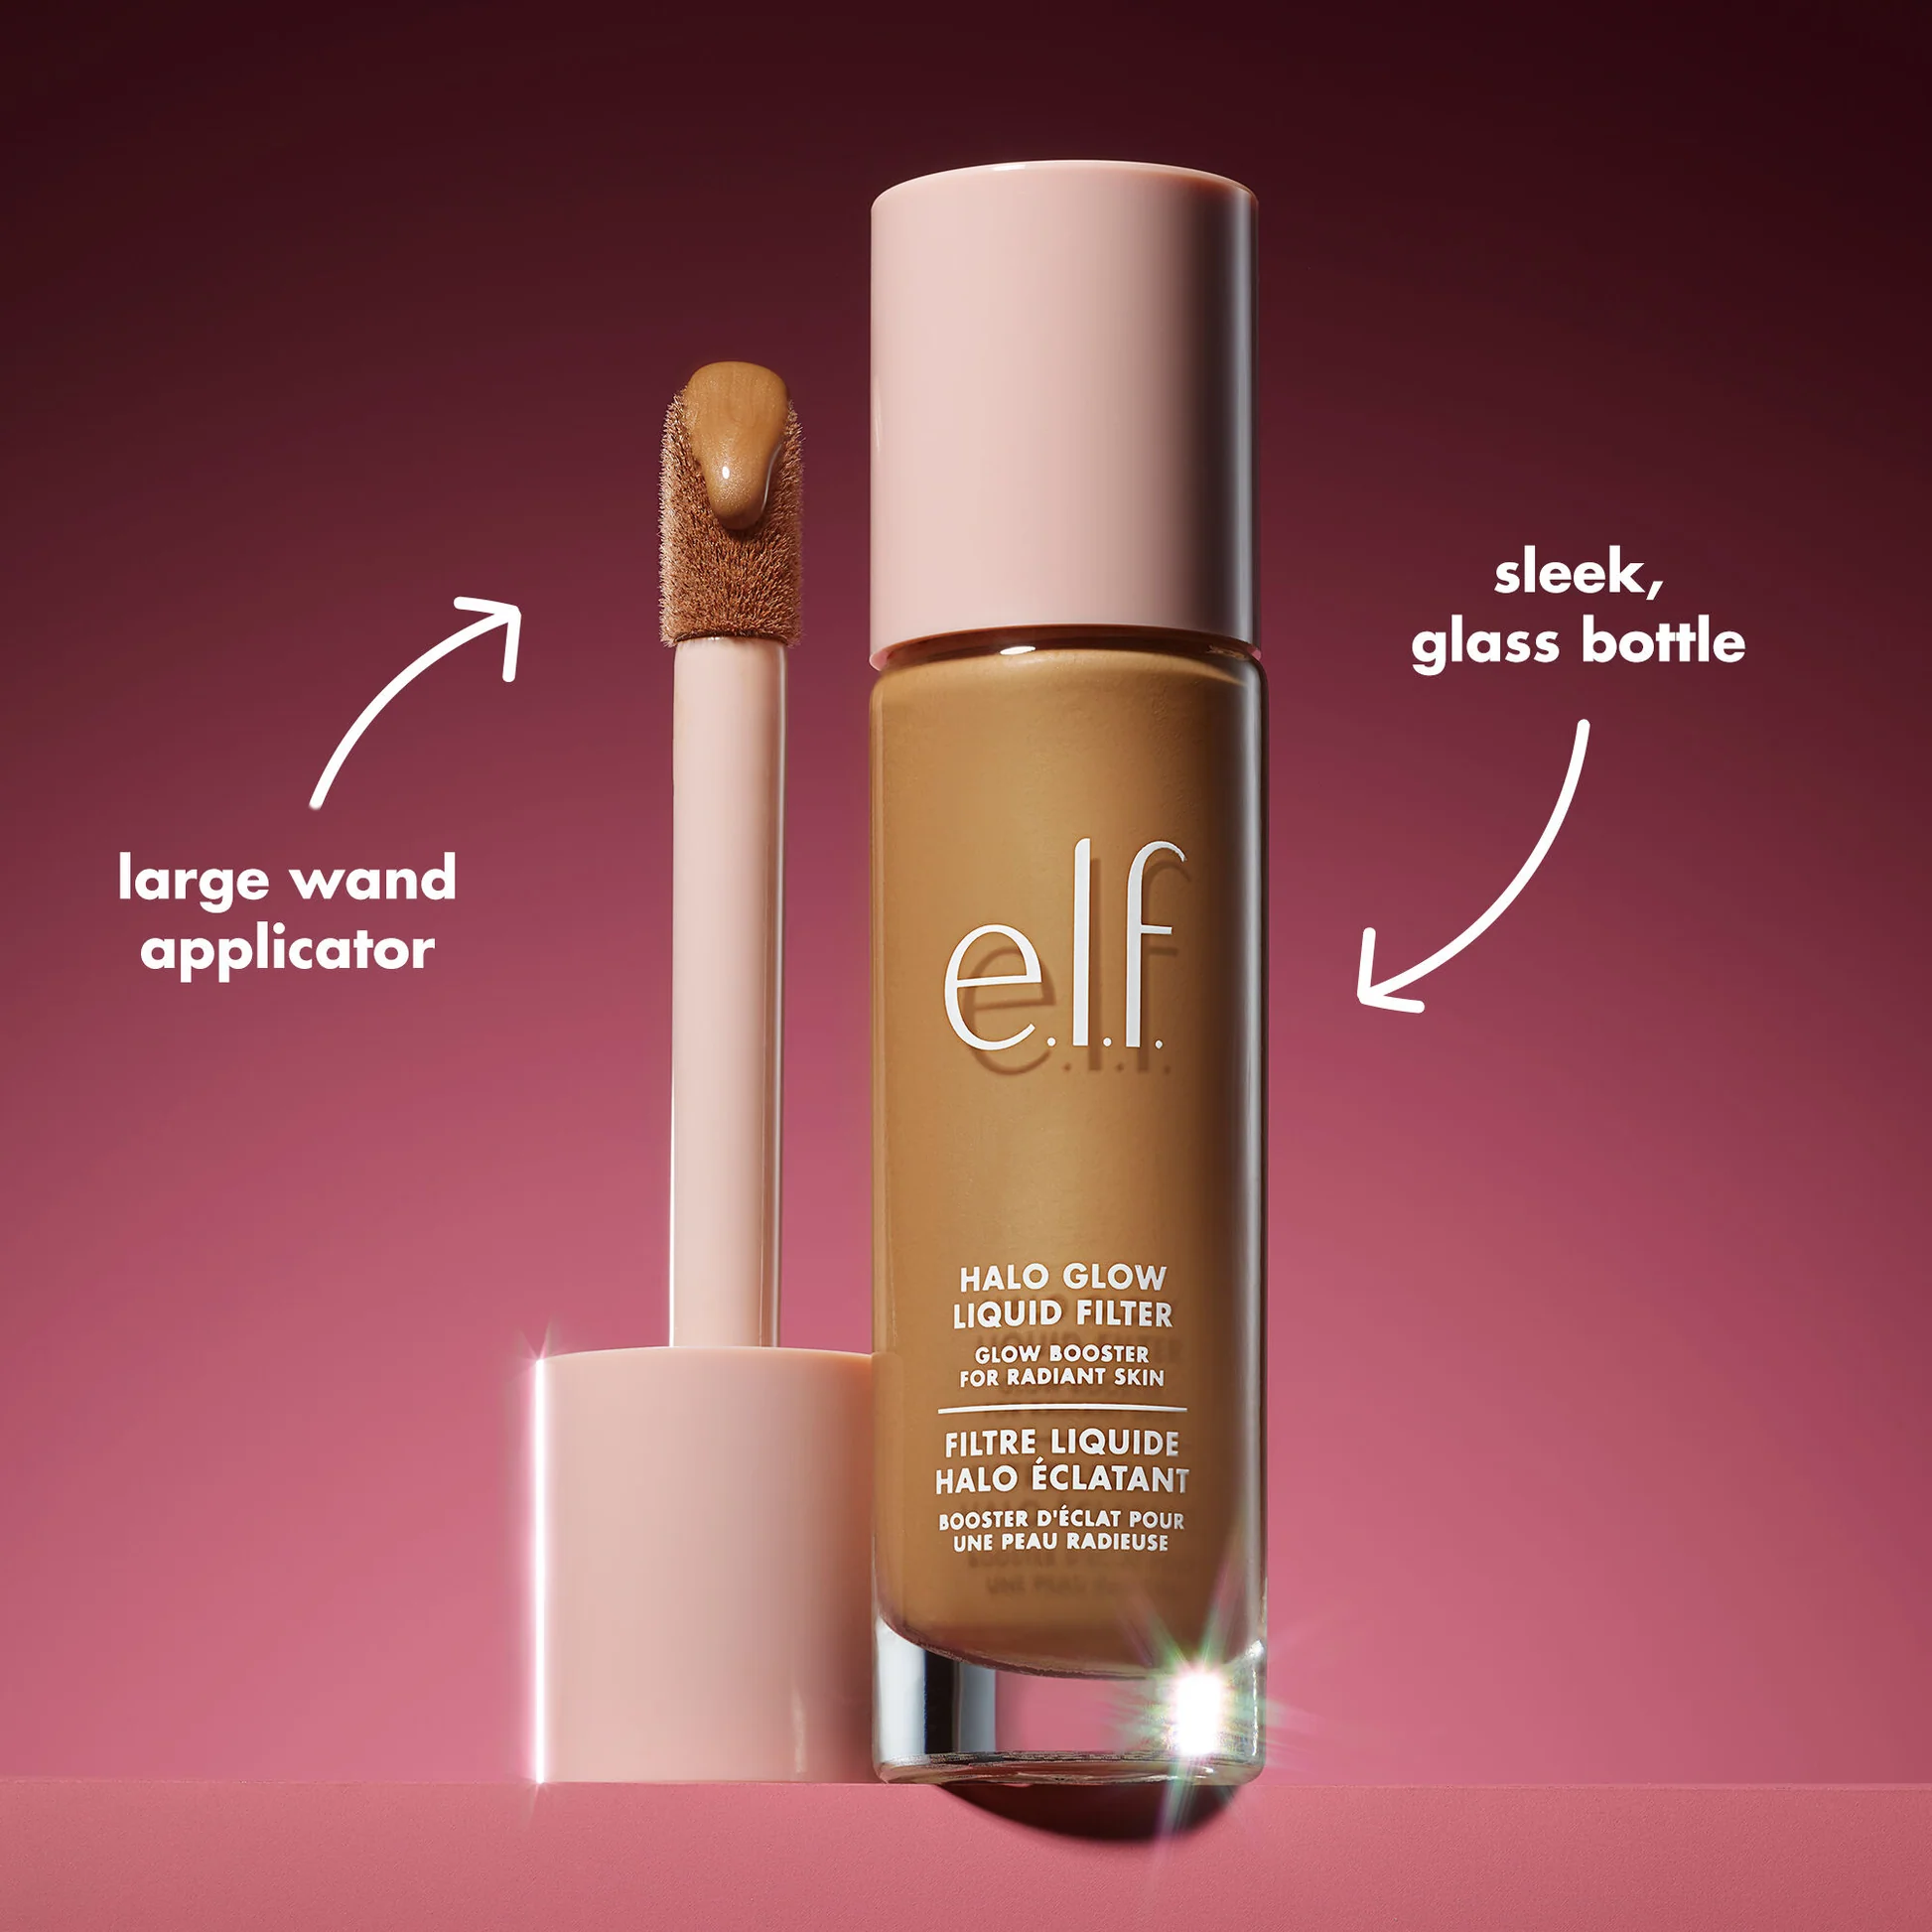 large wand
applicator
sleek,
glass bottle
e.l.f.
HALO GLOW
LIQUID FILTER
GLOW BOOSTER
FOR RADIANT SKIN
FILTRE LIQUIDE
HALO ÉCLATANT
BOOSTER D'ÉCLAT POUR
UNE PEAU RADIEUSE